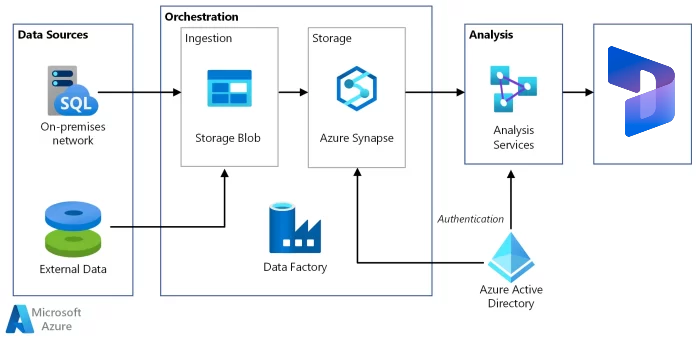 Data Sources
SQL
On-premises
network
External Data
Orchestration
Ingestion
Storage Blob
Storage
Azure Synapse
Data Factory
Analysis
Analysis
Services
Authentication
Azure Active
Directory
Microsoft
Azure